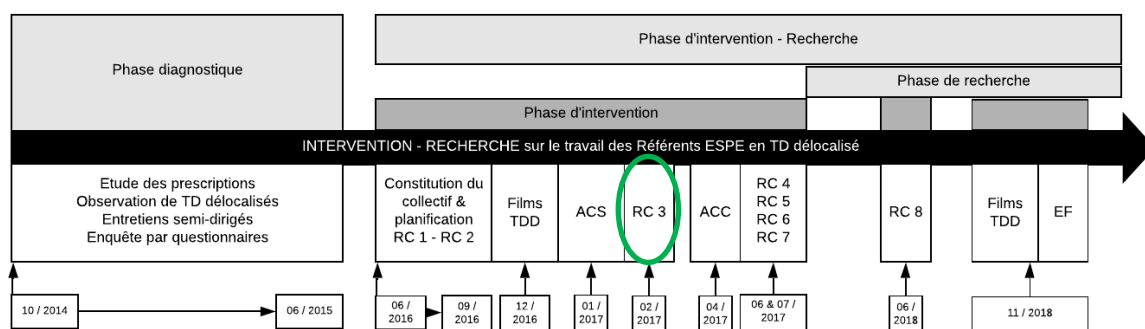 Phase d'intervention - Recherche
Phase diagnostique
Phase de recherche
Phase d'intervention
INTERVENTION - RECHERCHE sur le travail des Référents ESPE en TD délocalisé
Etude des prescriptions
Observation de TD délocalisés
Entretiens semi-dirigés
Enquête par questionnaires
Constitution du
collectif &
planification
RC 1 - RC 2
Films
TDD
ACS
RC 3
ACC
RC 4
RC 5
RC 6
RC 7
RC 8
Films
TDD
EF
10 / 2014
06 / 2015
06 /
2016
09 /
2016
12 /
2016
01 /
2017
02 /
2017
04 /
2017
06 & 07 /
2017
06 /
2018
11 / 2018